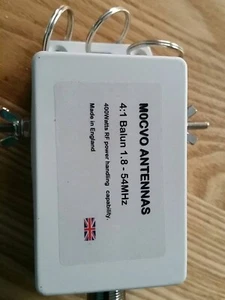 M0CVO ANTENNAS
4:1 Balun 1.8 - 54MHz
400Watts RF power handling capability.
Made in England